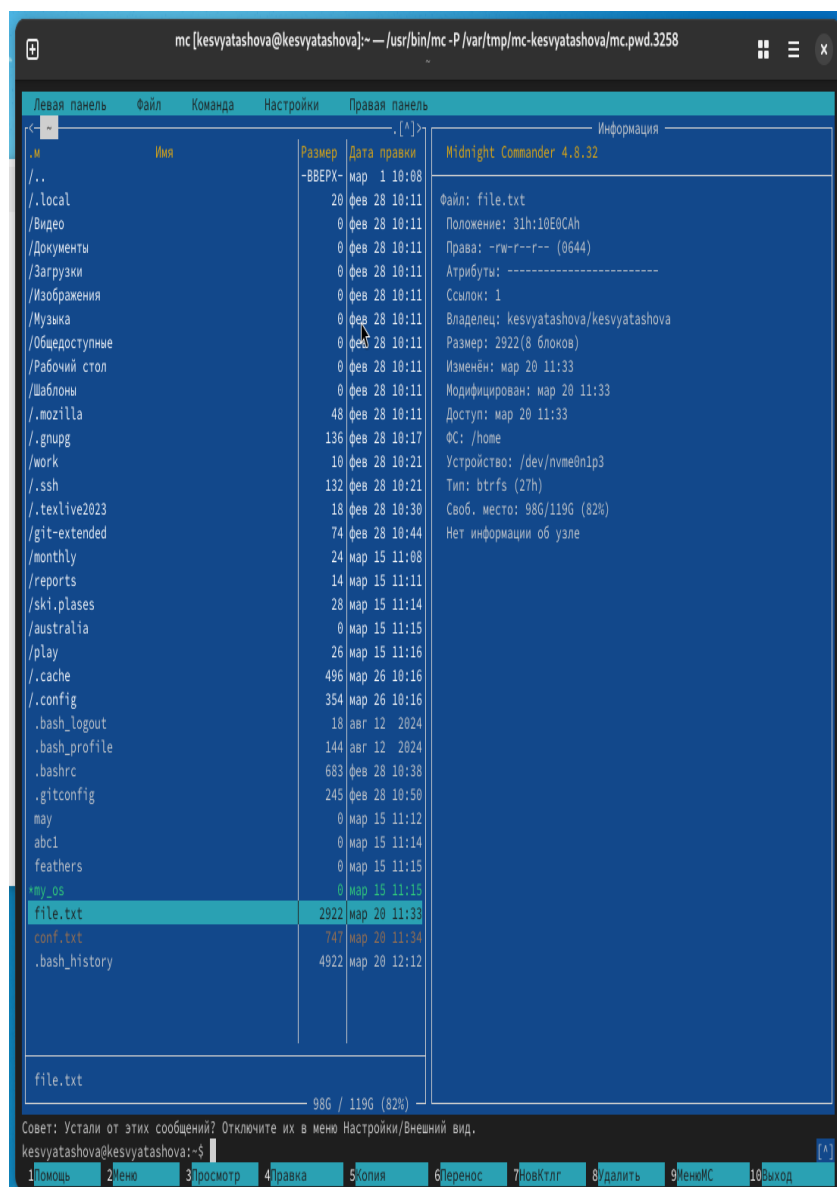 mc [kesvyatashova@kesvyatashova]:~ — /usr/bin/mc -P /var/tmp/mc-kesvyatashova/mc.pwd.3258
~
Левая панель Файл Команда Настройки Правая панель
<- ~ .[^]>
.м Имя Размер Дата правки
/.. -ВВЕРХ- мар 1 10:08
/.local 20 фев 28 10:11
/Видео 0 фев 28 10:11
/Документы 0 фев 28 10:11
/Загрузки 0 фев 28 10:11
/Изображения 0 фев 28 10:11
/Музыка 0 фев 28 10:11
/Общедоступные 0 фев 28 10:11
/Рабочий стол 0 фев 28 10:11
/Шаблоны 0 фев 28 10:11
/.mozilla 48 фев 28 10:11
/.gnupg 136 фев 28 10:17
/work 10 фев 28 10:21
/.ssh 132 фев 28 10:21
/.texlive2023 18 фев 28 10:30
/git-extended 74 фев 28 10:44
/monthly 24 мар 15 11:08
/reports 14 мар 15 11:11
/ski.plases 28 мар 15 11:14
/australia 0 мар 15 11:15
/play 26 мар 15 11:16
/.cache 496 мар 26 10:16
/.config 354 мар 26 10:16
.bash_logout 18 авг 12 2024
.bash_profile 144 авг 12 2024
.bashrc 683 фев 28 10:38
.gitconfig 245 фев 28 10:50
may 0 мар 15 11:12
abc1 0 мар 15 11:14
feathers 0 мар 15 11:15
*my_os 0 мар 15 11:15
file.txt 2922 мар 20 11:33
conf.txt 747 мар 20 11:34
.bash_history 4922 мар 20 12:12
file.txt
98G / 119G (82%)
Информация
Midnight Commander 4.8.32
Файл: file.txt
Положение: 31h:10E0CAh
Права: -rw-r--r-- (0644)
Атрибуты: -------------------------
Ссылок: 1
Владелец: kesvyatashova/kesvyatashova
Размер: 2922(8 блоков)
Изменён: мар 20 11:33
Модифицирован: мар 20 11:33
Доступ: мар 20 11:33
ФС: /home
Устройство: /dev/nvme0n1p3
Тип: btrfs (27h)
Своб. место: 98G/119G (82%)
Нет информации об узле
Совет: Устали от этих сообщений? Отключите их в меню Настройки/Внешний вид.
kesvyatashova@kesvyatashova:~$ [^]
1Помощь 2Меню 3Просмотр 4Правка 5Копия 6Перенос 7НовКтлг 8Удалить 9МенюMC 10Выход